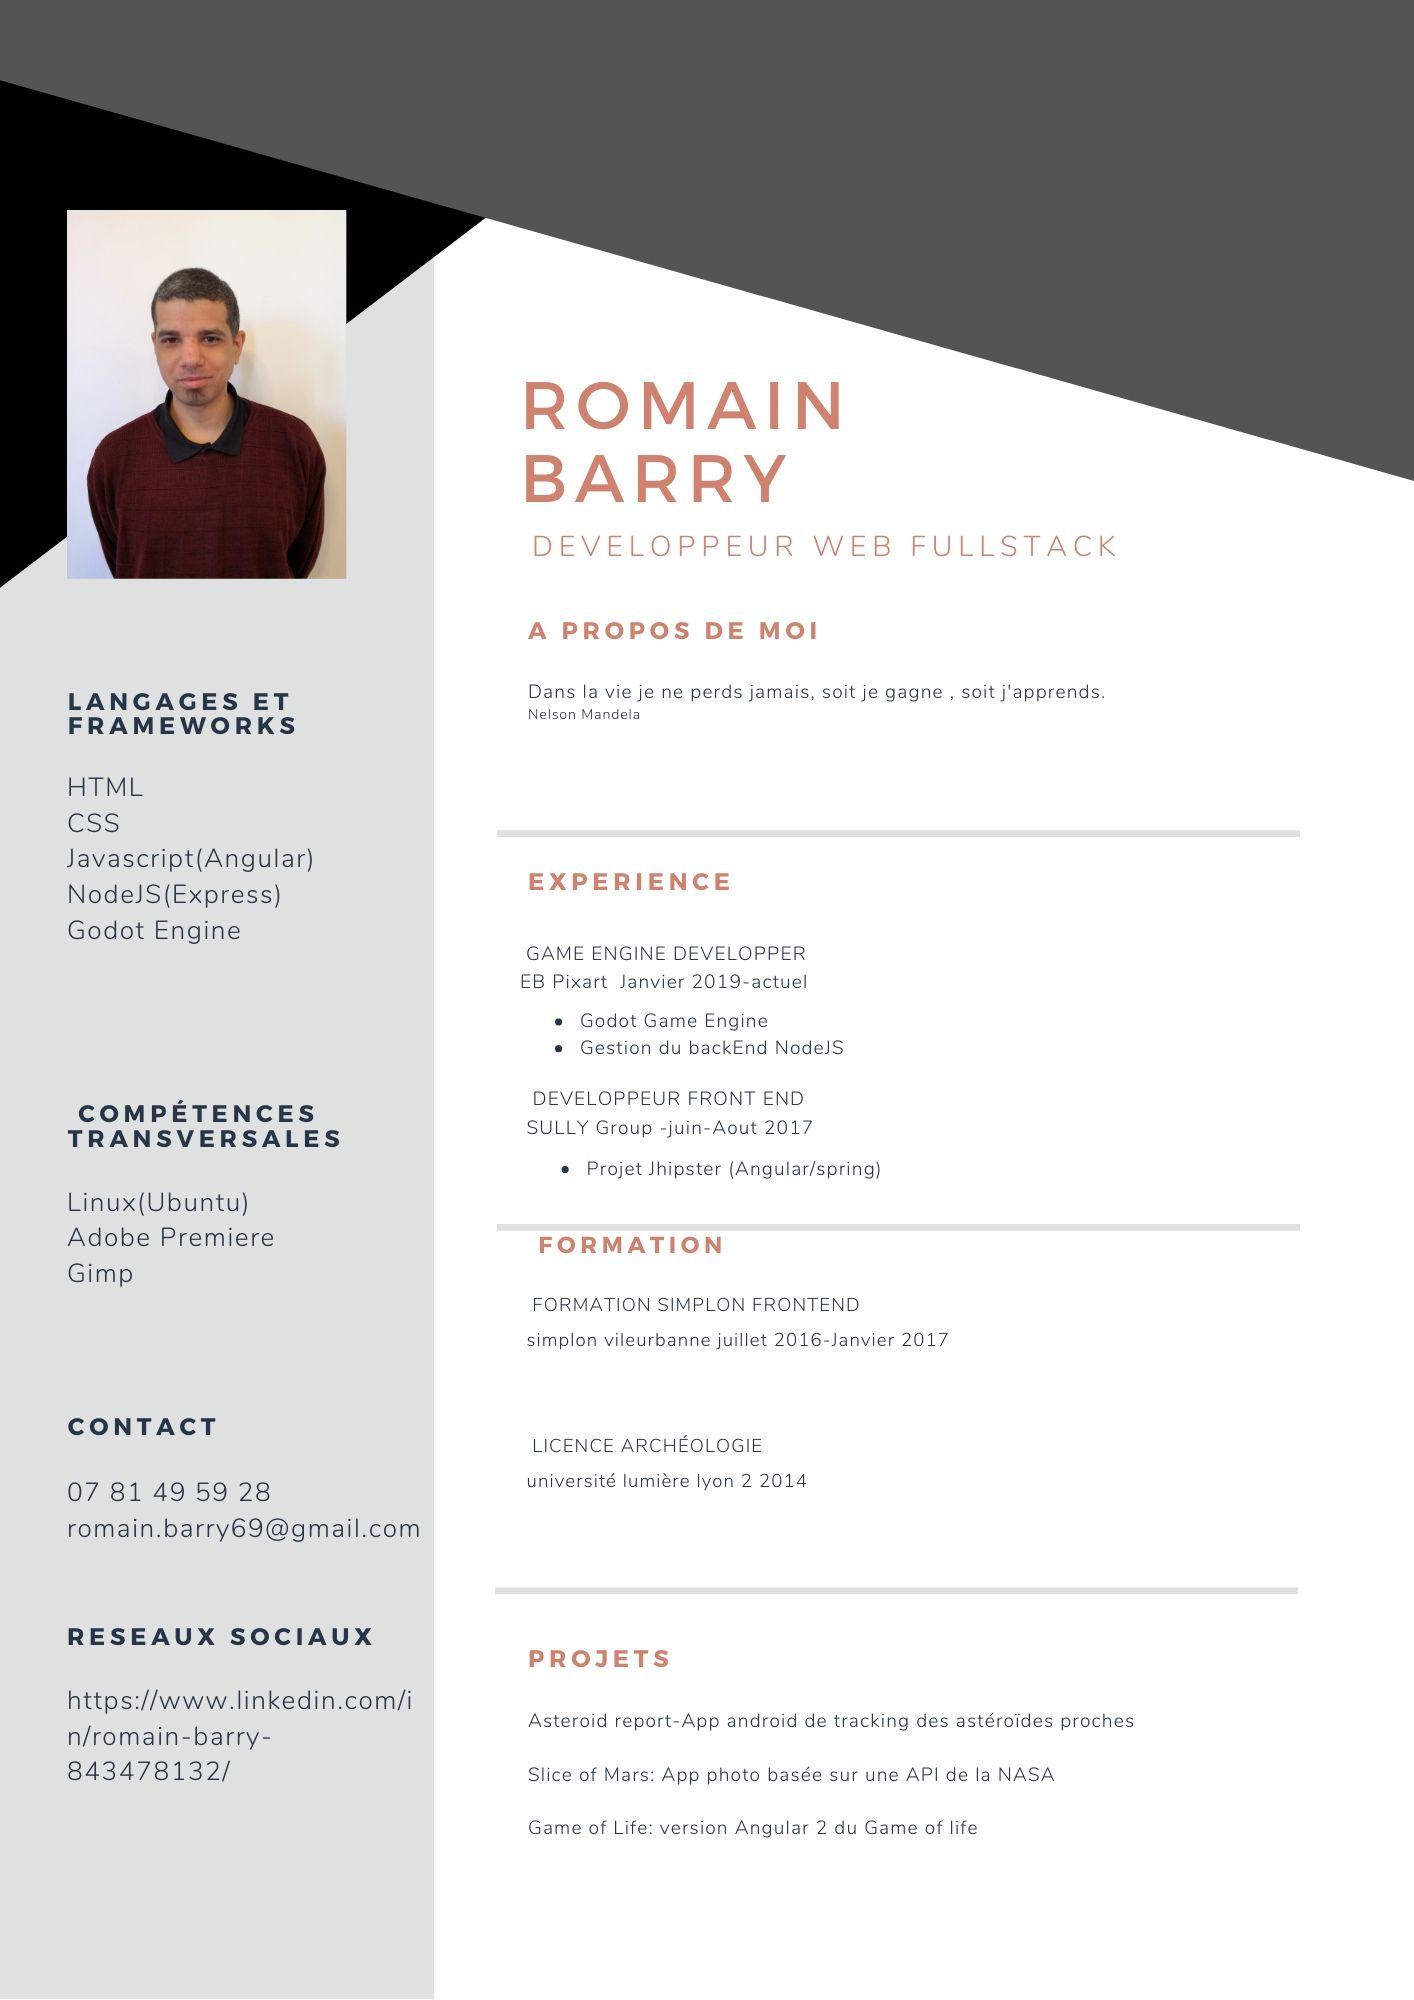 ROMAIN
BARRY
DEVELOPPEUR WEB FULLSTACK
A PROPOS DE MOI
Dans la vie je ne perds jamais, soit je gagne , soit j'apprends.
Nelson Mandela
LANGAGES ET
FRAMEWORKS
HTML
CSS
Javascript(Angular)
NodeJS(Express)
Godot Engine
COMPÉTENCES
TRANSVERSALES
Linux(Ubuntu)
Adobe Premiere
Gimp
CONTACT
07 81 49 59 28
romain.barry69@gmail.com
RESEAUX SOCIAUX
https://www.linkedin.com/i
n/romain-barry-
843478132/
EXPERIENCE
GAME ENGINE DEVELOPPER
EB Pixart  Janvier 2019-actuel
• Godot Game Engine
• Gestion du backEnd NodeJS
DEVELOPPEUR FRONT END
SULLY Group -juin-Aout 2017
• Projet Jhipster (Angular/spring)
FORMATION
FORMATION SIMPLON FRONTEND
simplon vileurbanne juillet 2016-Janvier 2017
LICENCE ARCHÉOLOGIE
université lumière lyon 2 2014
PROJETS
Asteroid report-App android de tracking des astéroïdes proches
Slice of Mars: App photo basée sur une API de la NASA
Game of Life: version Angular 2 du Game of life